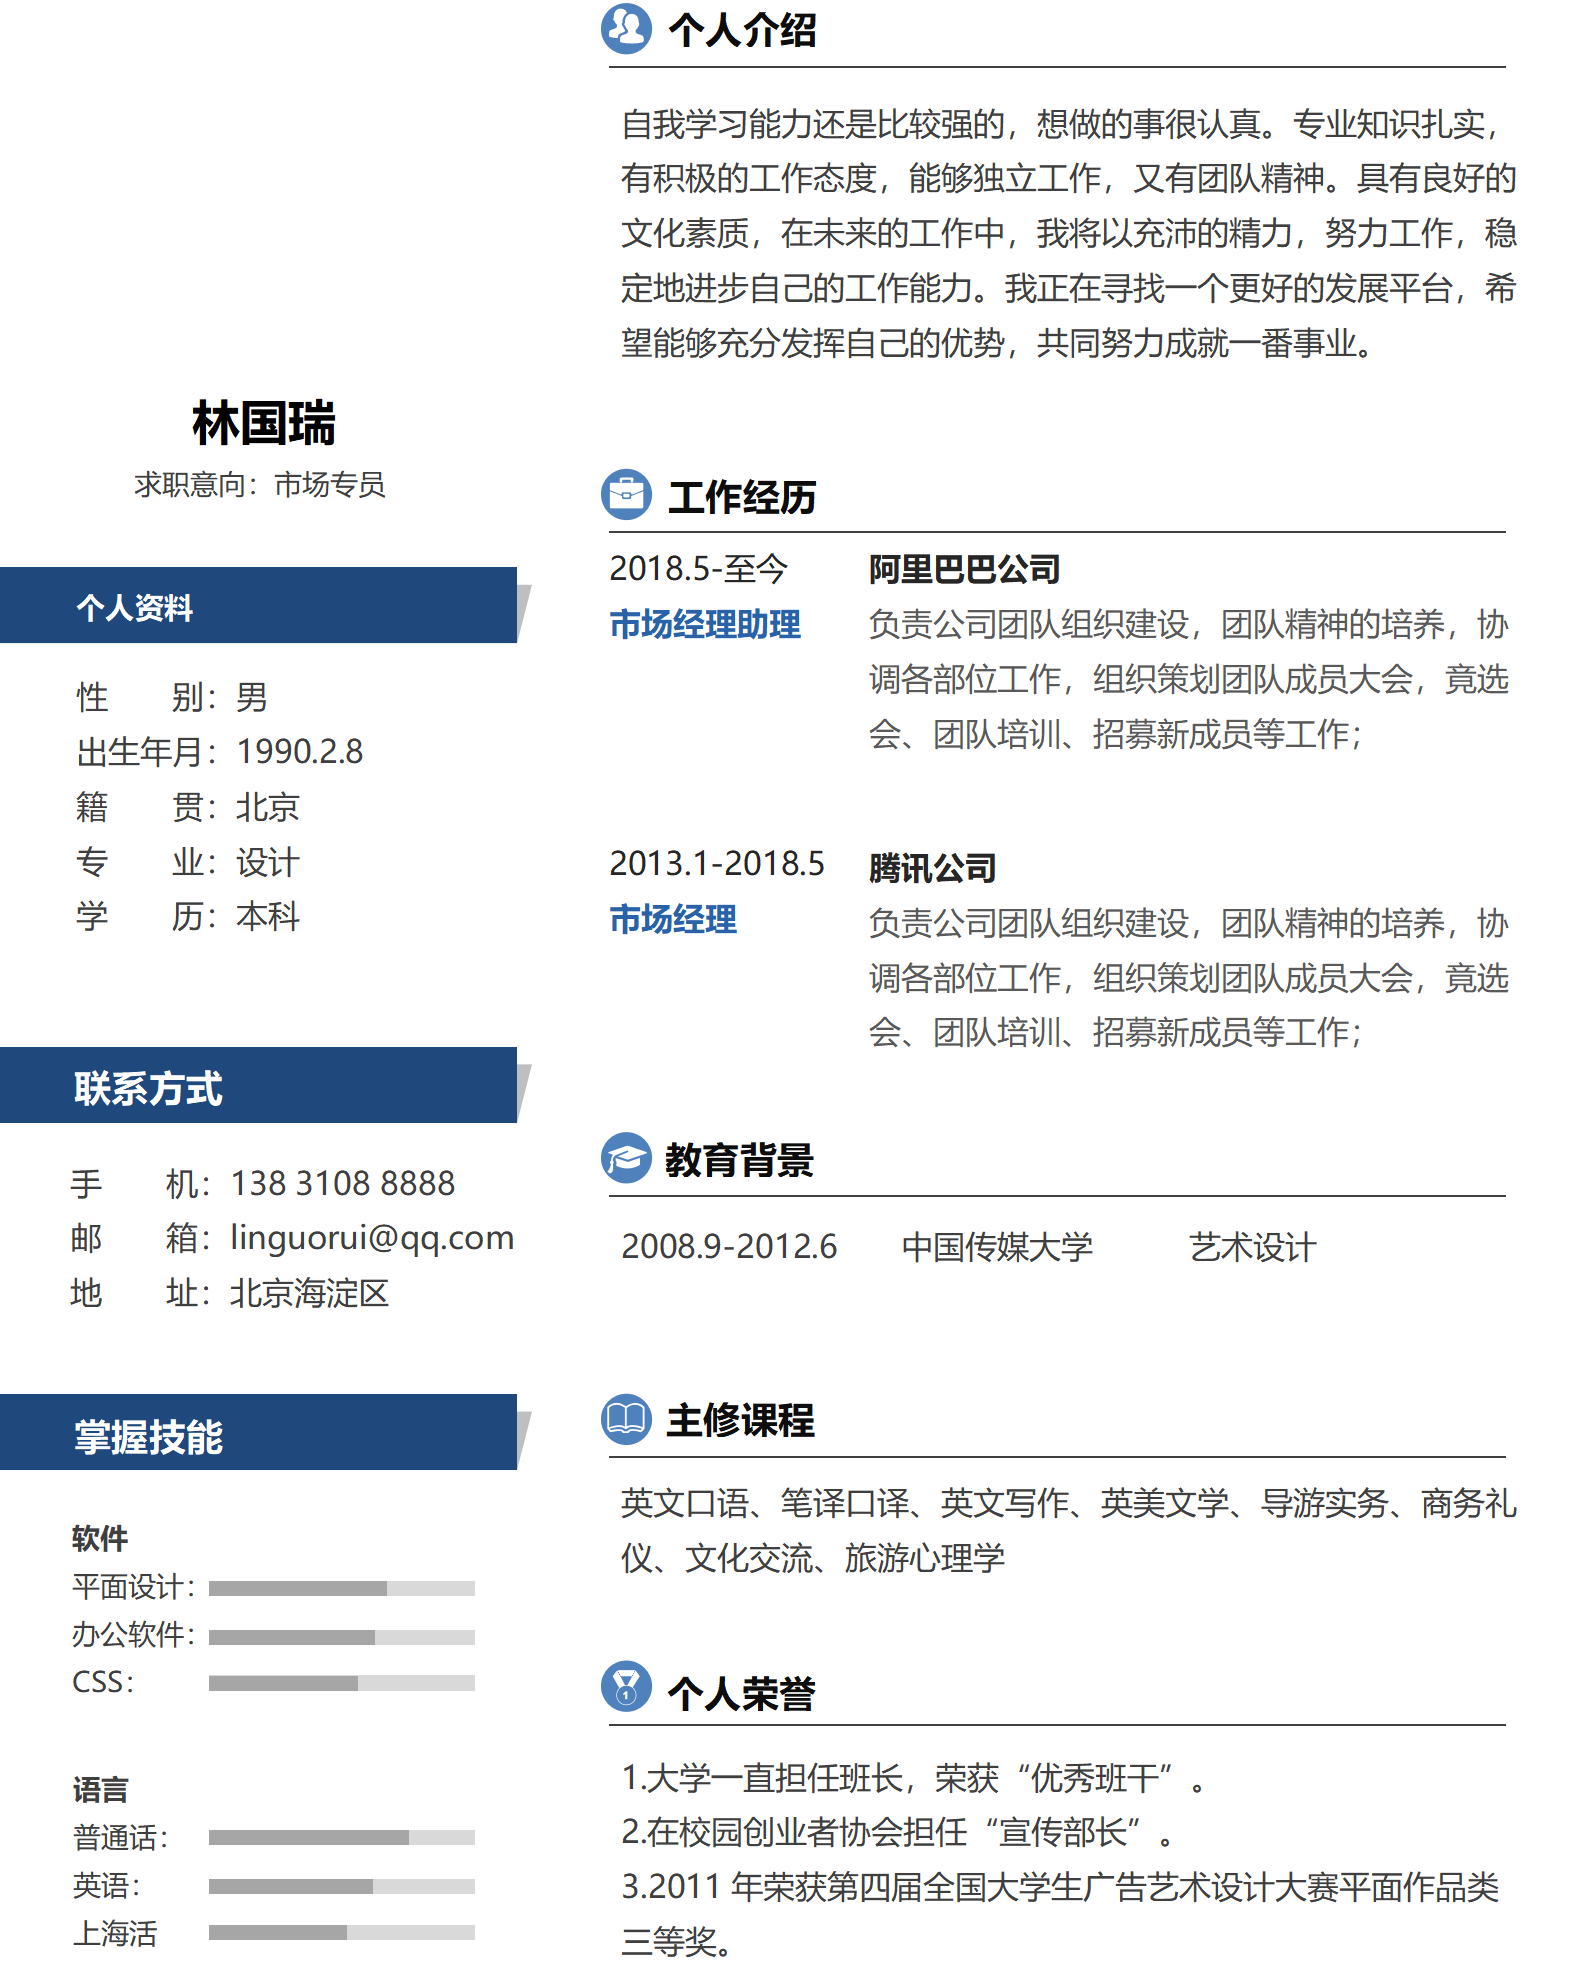 林国瑞
求职意向：市场专员
个人资料
性　　别：男
出生年月：1990.2.8
籍　　贯：北京
专　　业：设计
学　　历：本科
联系方式
手　　机：138 3108 8888
邮　　箱：linguorui@qq.com
地　　址：北京海淀区
掌握技能
软件
平面设计：
办公软件：
CSS：
语言
普通话：
英语：
上海活
个人介绍
自我学习能力还是比较强的，想做的事很认真。专业知识扎实，
有积极的工作态度，能够独立工作，又有团队精神。具有良好的
文化素质，在未来的工作中，我将以充沛的精力，努力工作，稳
定地进步自己的工作能力。我正在寻找一个更好的发展平台，希
望能够充分发挥自己的优势，共同努力成就一番事业。
工作经历
2018.5-至今　阿里巴巴公司
市场经理助理　负责公司团队组织建设，团队精神的培养，协
调各部位工作，组织策划团队成员大会，竟选
会、团队培训、招募新成员等工作；
2013.1-2018.5　腾讯公司
市场经理　负责公司团队组织建设，团队精神的培养，协
调各部位工作，组织策划团队成员大会，竟选
会、团队培训、招募新成员等工作；
教育背景
2008.9-2012.6　中国传媒大学　艺术设计
主修课程
英文口语、笔译口译、英文写作、英美文学、导游实务、商务礼
仪、文化交流、旅游心理学
个人荣誉
1.大学一直担任班长，荣获“优秀班干”。
2.在校园创业者协会担任“宣传部长”。
3.2011 年荣获第四届全国大学生广告艺术设计大赛平面作品类
三等奖。